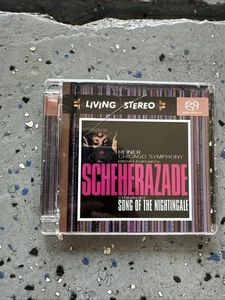 LIVING STEREO
REINER
CHICAGO SYMPHONY
SCHEHERAZADE
SONG OF THE NIGHTINGALE